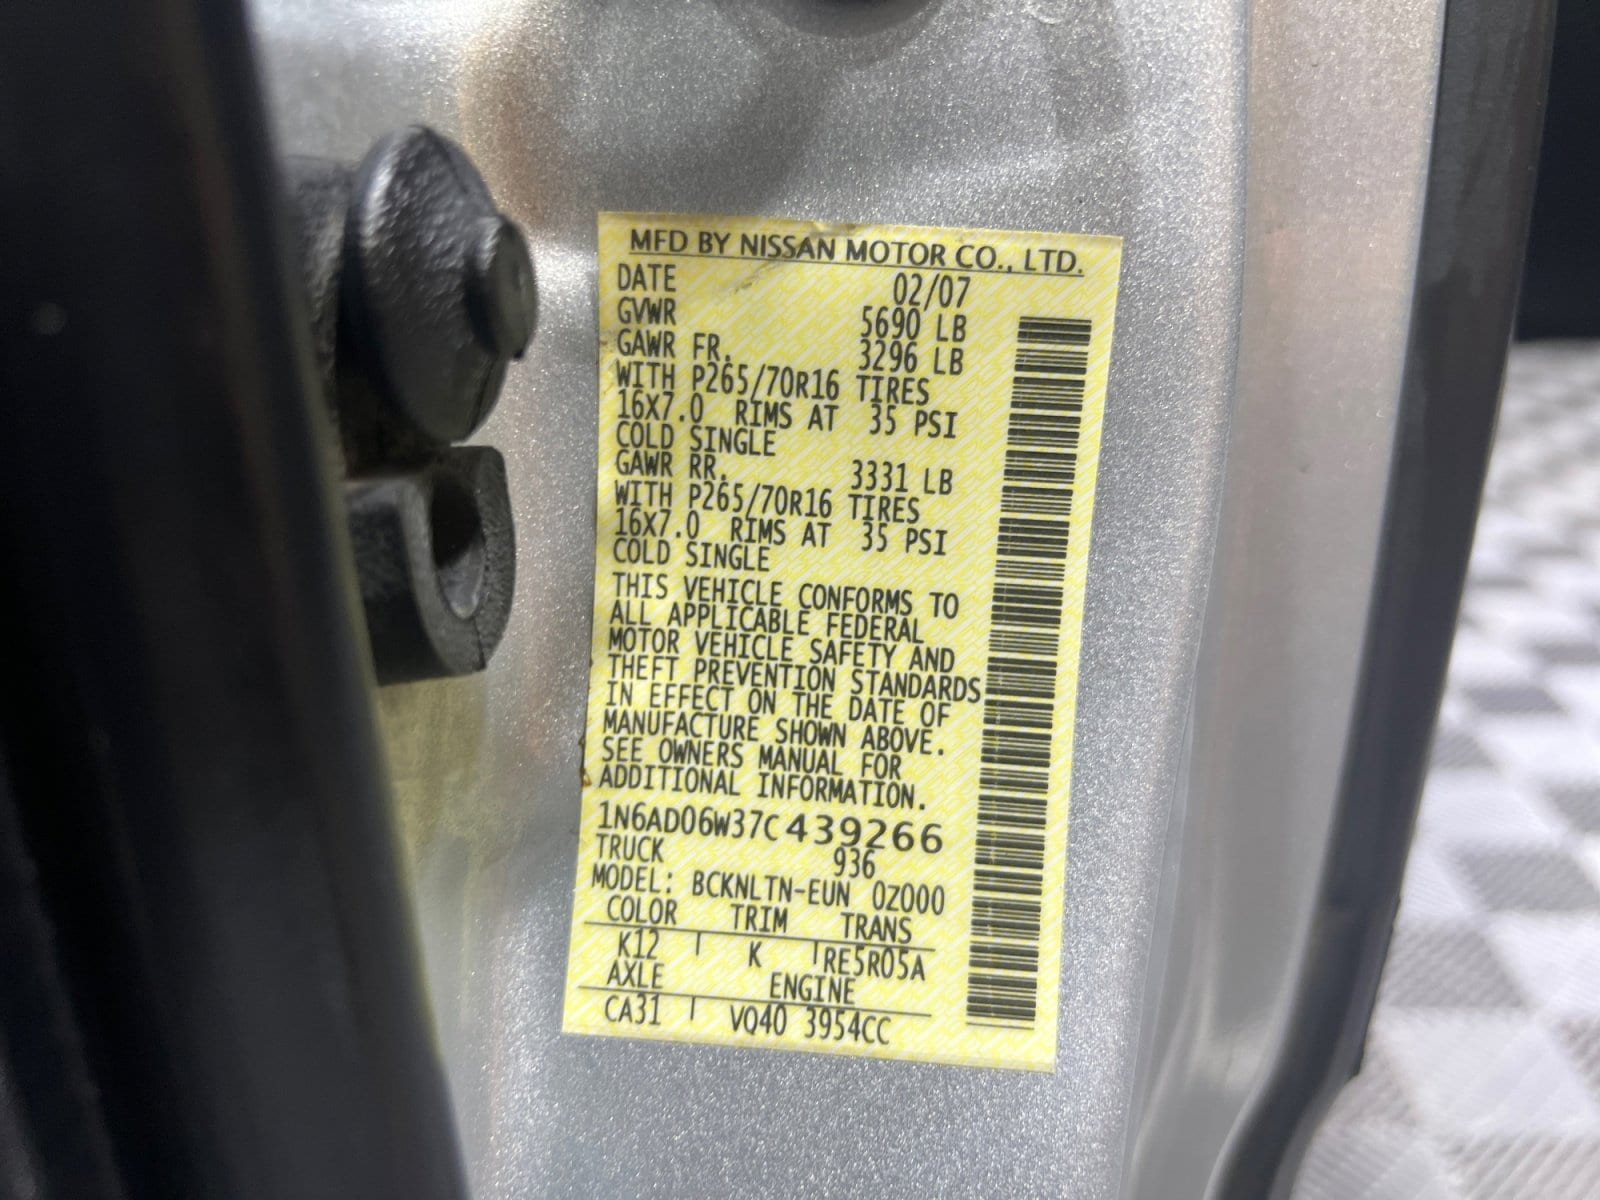 MFD BY NISSAN MOTOR CO., LTD.
DATE 02/07
GVWR 5690 LB
GAWR FR. 3296 LB
WITH P265/70R16 TIRES
16X7.0 RIMS AT 35 PSI
COLD SINGLE
GAWR RR. 3331 LB
WITH P265/70R16 TIRES
16X7.0 RIMS AT 35 PSI
COLD SINGLE
THIS VEHICLE CONFORMS TO
ALL APPLICABLE FEDERAL
MOTOR VEHICLE SAFETY AND
THEFT PREVENTION STANDARDS
IN EFFECT ON THE DATE OF
MANUFACTURE SHOWN ABOVE.
SEE OWNERS MANUAL FOR
ADDITIONAL INFORMATION.
1N6AD06W37C439266
TRUCK 936
MODEL: BCKNLTN-EUN 0Z000
COLOR TRIM TRANS
K12 K RE5R05A
AXLE ENGINE
CA31 VQ40 3954CC